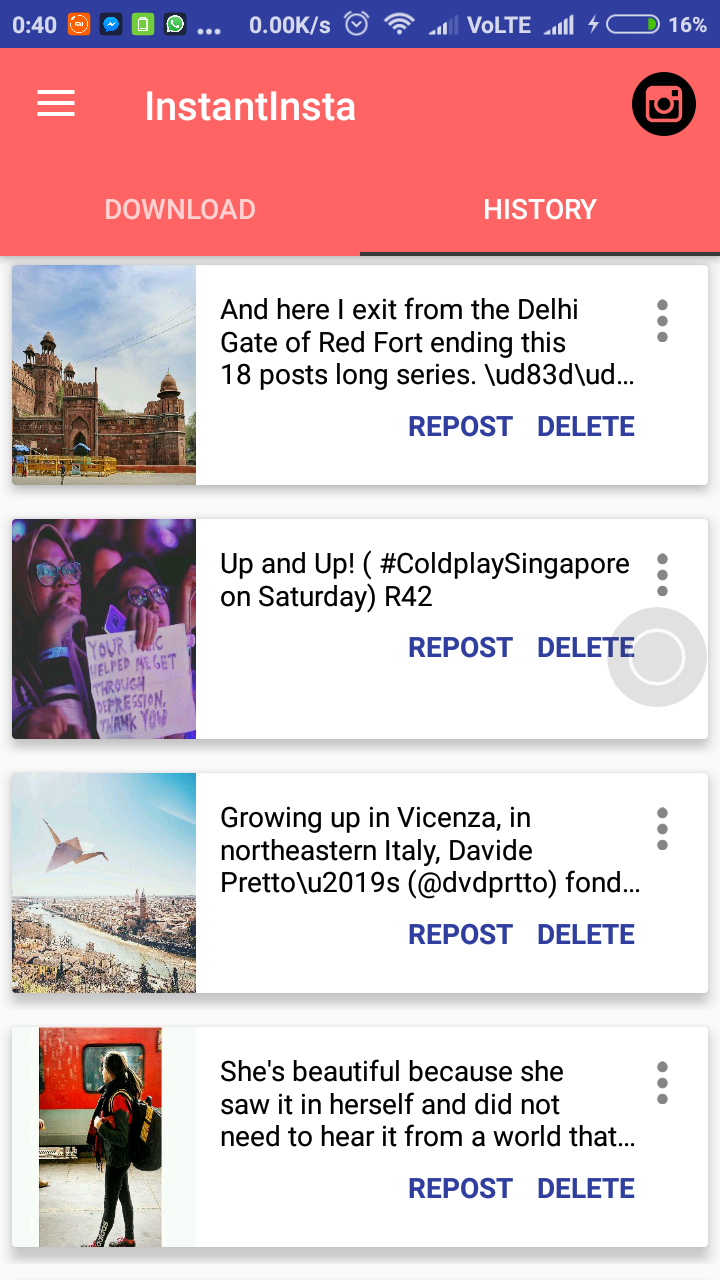 0:40 ... 0.00K/s VoLTE 16%
InstantInsta
DOWNLOAD HISTORY
And here I exit from the Delhi
Gate of Red Fort ending this
18 posts long series. \ud83d\ud...
REPOST DELETE
Up and Up! ( #ColdplaySingapore
on Saturday) R42
REPOST DELETE
YOUR MUSIC
HELPED ME GET
THROUGH
DEPRESSION.
THANK YOU
Growing up in Vicenza, in
northeastern Italy, Davide
Pretto\u2019s (@dvdprtto) fond...
REPOST DELETE
She's beautiful because she
saw it in herself and did not
need to hear it from a world that...
REPOST DELETE